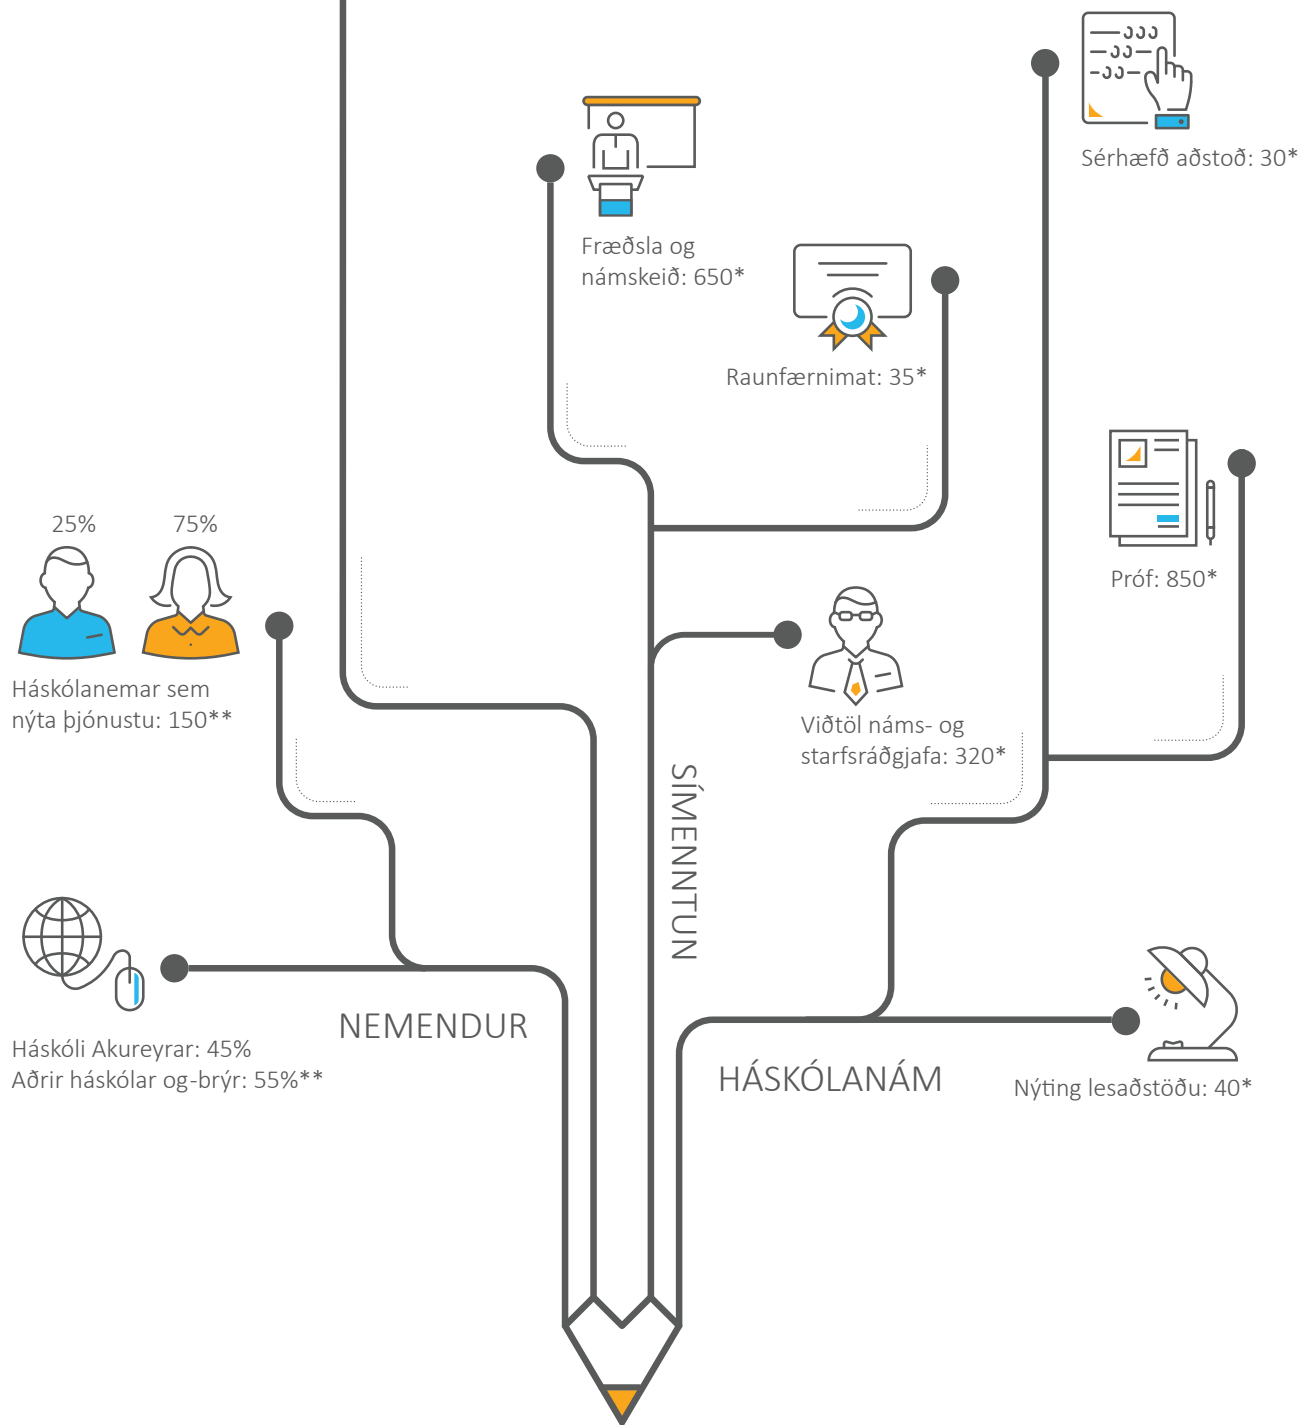 Sérhæfð aðstoð: 30*
Fræðsla og
námskeið: 650*
Raunfærnimat: 35*
25%
75%
Próf: 850*
Háskólanemar sem
nýta þjónustu: 150**
Viðtöl náms- og
starfsráðgjafa: 320*
SÍMENNTUN
NEMENDUR
Háskóli Akureyrar: 45%
Aðrir háskólar og-brýr: 55%**
HÁSKÓLANÁM
Nýting lesaðstöðu: 40*